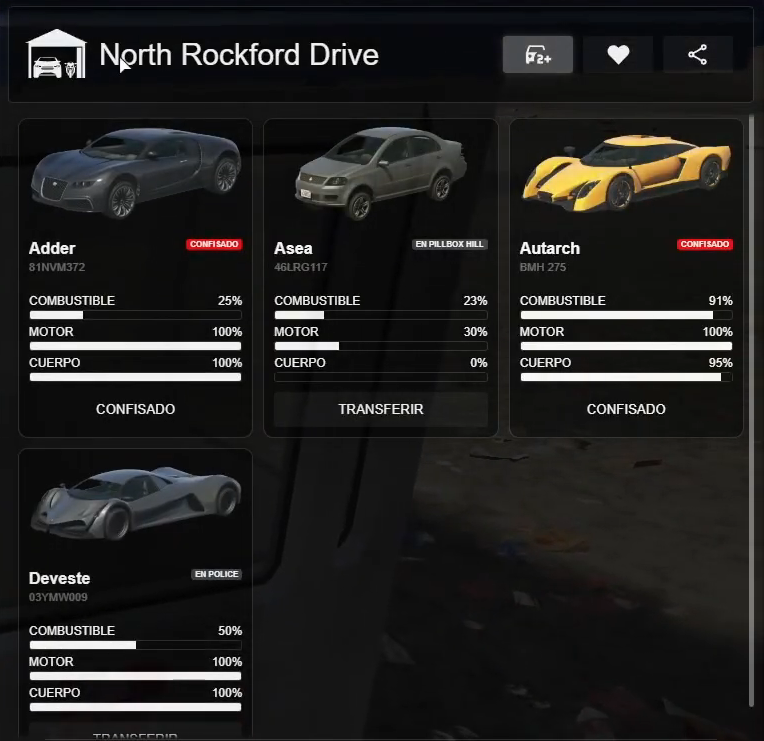 North Rockford Drive
2+
Adder
CONFISADO
81NVM372
COMBUSTIBLE 25%
MOTOR 100%
CUERPO 100%
CONFISADO
Asea
EN PILLBOX HILL
46LRG117
COMBUSTIBLE 23%
MOTOR 30%
CUERPO 0%
TRANSFERIR
Autarch
CONFISADO
BMH 275
COMBUSTIBLE 91%
MOTOR 100%
CUERPO 95%
CONFISADO
Deveste
EN POLICE
03YMW009
COMBUSTIBLE 50%
MOTOR 100%
CUERPO 100%
TRANSFERIR